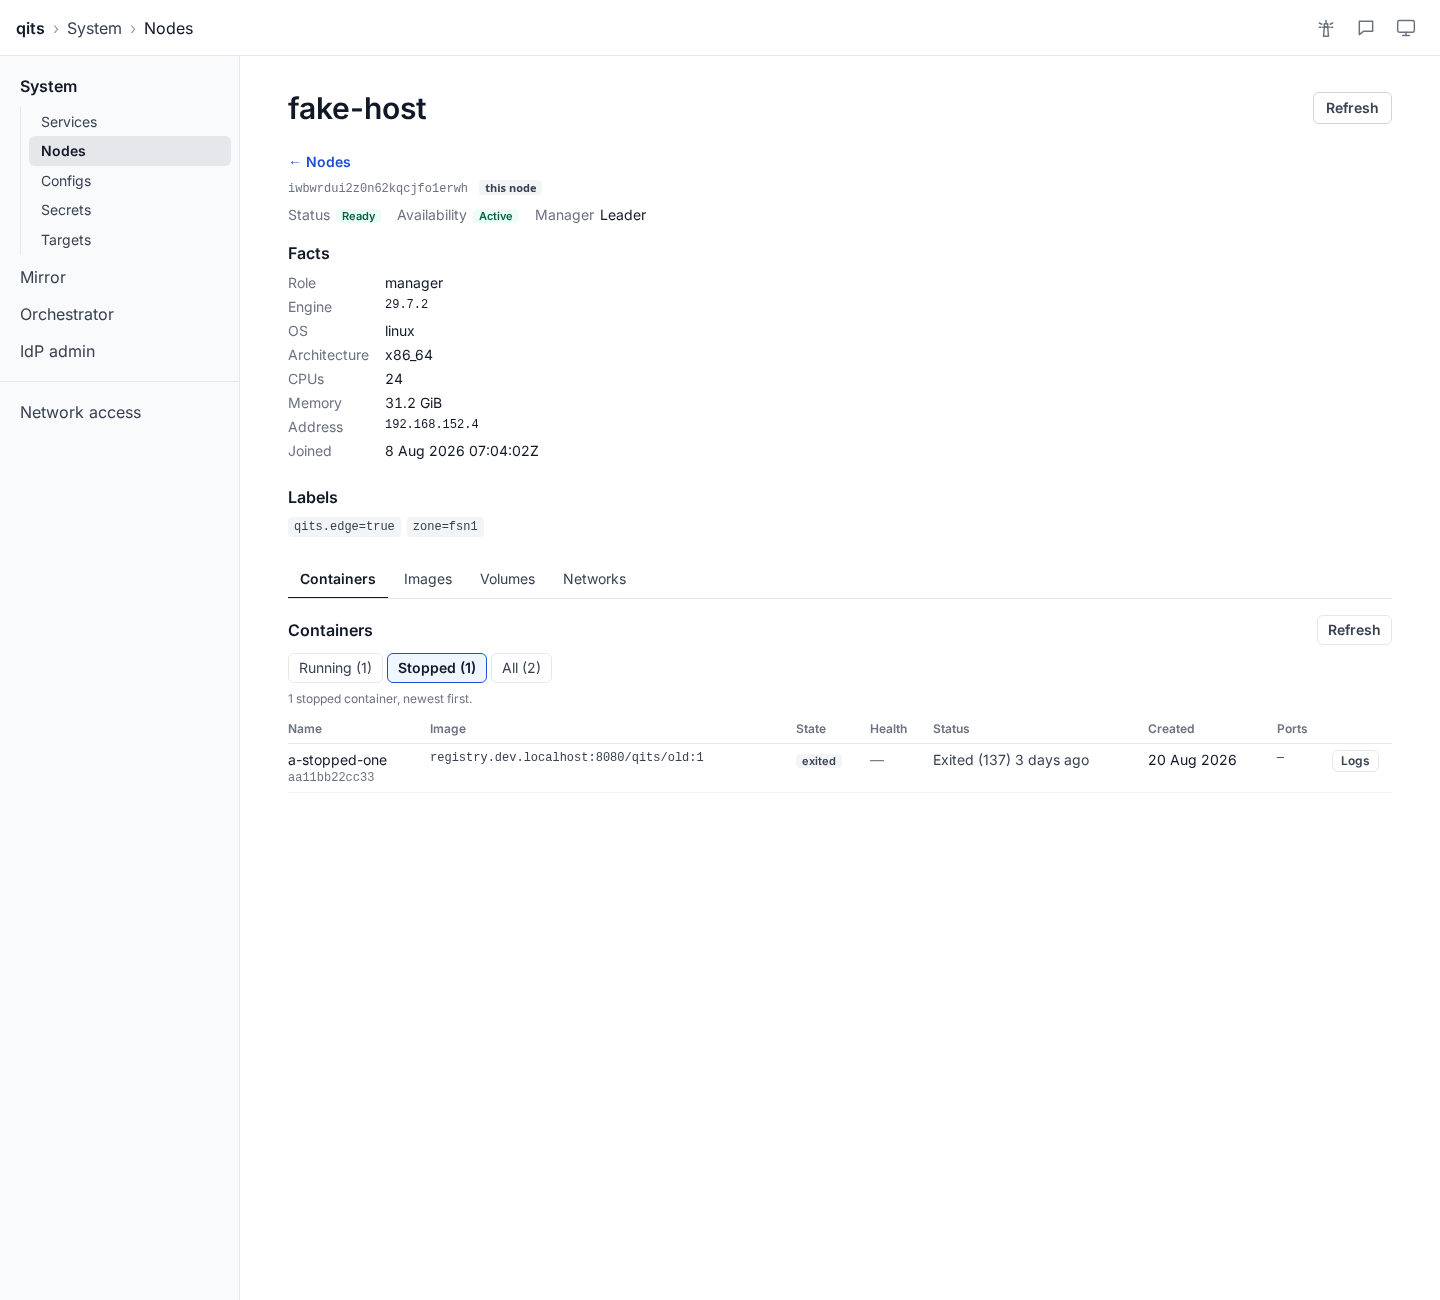 qits › System › Nodes
System
Services
Nodes
Configs
Secrets
Targets
Mirror
Orchestrator
IdP admin
Network access
fake-host
Refresh
← Nodes
iwbwrdui2z0n62kqcjfo1erwh this node
Status Ready Availability Active Manager Leader
Facts
Role manager
Engine 29.7.2
OS linux
Architecture x86_64
CPUs 24
Memory 31.2 GiB
Address 192.168.152.4
Joined 8 Aug 2026 07:04:02Z
Labels
qits.edge=true zone=fsn1
Containers Images Volumes Networks
Containers Refresh
Running (1) Stopped (1) All (2)
1 stopped container, newest first.
Name Image State Health Status Created Ports
a-stopped-one registry.dev.localhost:8080/qits/old:1 exited — Exited (137) 3 days ago 20 Aug 2026 – Logs
aa11bb22cc33